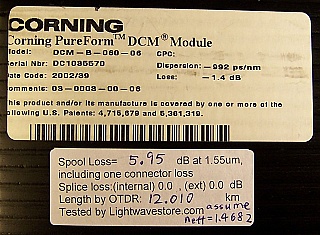 CORNING
Corning PureForm™ DCM® Module
Model: DCM-B-060-06 CPC:
Serial Nbr: DC1085570 Dispersion: -992 ps/nm
Date Code: 2002/39 Loss: -1.4 dB
Comments: 03-0008-00-06
This product and/or its manufacture is covered by one or more of the
following U.S. Patents: 4,715,679 and 5,361,319.
Spool Loss= 5.95 dB at 1.55um,
including one connector loss
Splice loss:(internal) 0.0 , (ext) 0.0 dB
Length by OTDR: 12.010 km
Tested by Lightwavestore.com assume
neff=1.4682